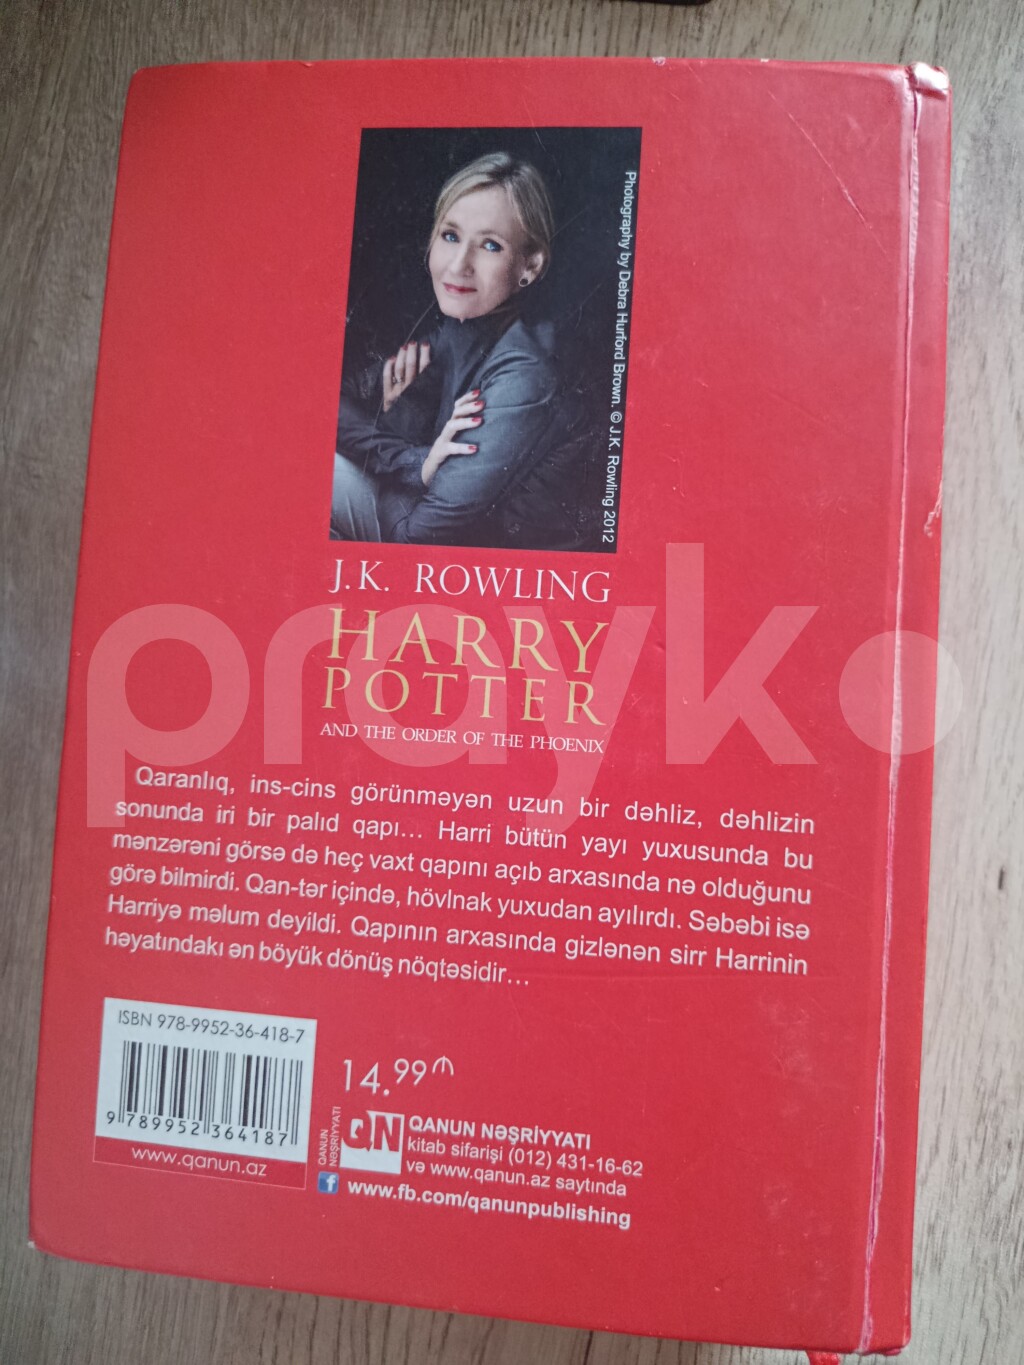 Photography by Debra Hurford Brown. © J.K. Rowling 2012
J.K. ROWLING
HARRY
POTTER
AND THE ORDER OF THE PHOENIX
prayko
Qaranlıq, ins-cins görünməyən uzun bir dəhliz, dəhlizin
sonunda iri bir palıd qapı... Harri bütün yayı yuxusunda bu
mənzərəni görsə də heç vaxt qapını açıb arxasında nə olduğunu
görə bilmirdi. Qan-tər içində, hövlnak yuxudan ayılırdı. Səbəbi isə
Harriyə məlum deyildi. Qapının arxasında gizlənən sirr Harrinin
həyatındakı ən böyük dönüş nöqtəsidir...
ISBN 978-9952-36-418-7
9 789952 364187
www.qanun.az
14.99 ₼
QANUN
NƏŞRİYYATI
QN
QANUN NƏŞRİYYATI
kitab sifarişi (012) 431-16-62
və www.qanun.az saytında
f www.fb.com/qanunpublishing